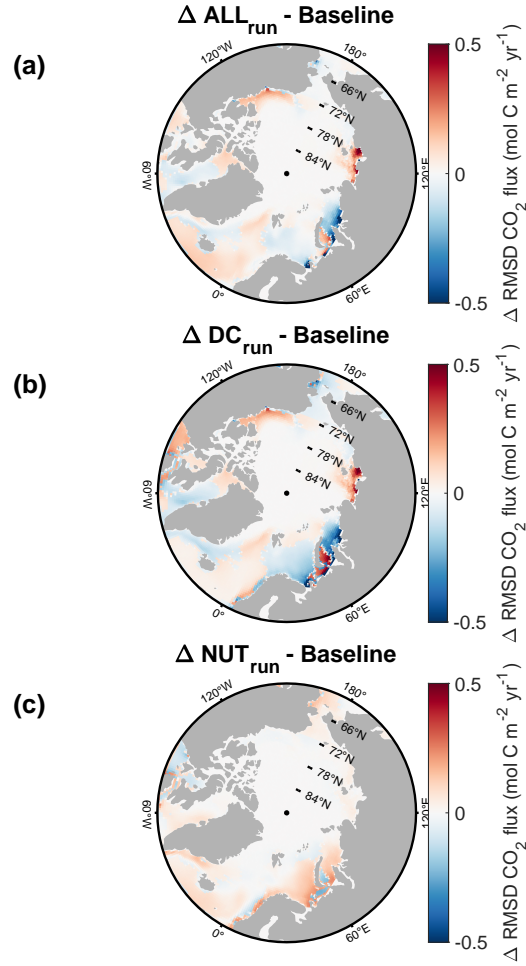 Δ ALL_run - Baseline
(a)
120°W
180°
66°N
72°N
78°N
84°N
60°W
120°E
0°
60°E
0.5
0
-0.5
Δ RMSD CO₂ flux (mol C m⁻² yr⁻¹)
Δ DC_run - Baseline
(b)
120°W
180°
66°N
72°N
78°N
84°N
60°W
120°E
0°
60°E
0.5
0
-0.5
Δ RMSD CO₂ flux (mol C m⁻² yr⁻¹)
Δ NUT_run - Baseline
(c)
120°W
180°
66°N
72°N
78°N
84°N
60°W
120°E
0°
60°E
0.5
0
-0.5
Δ RMSD CO₂ flux (mol C m⁻² yr⁻¹)